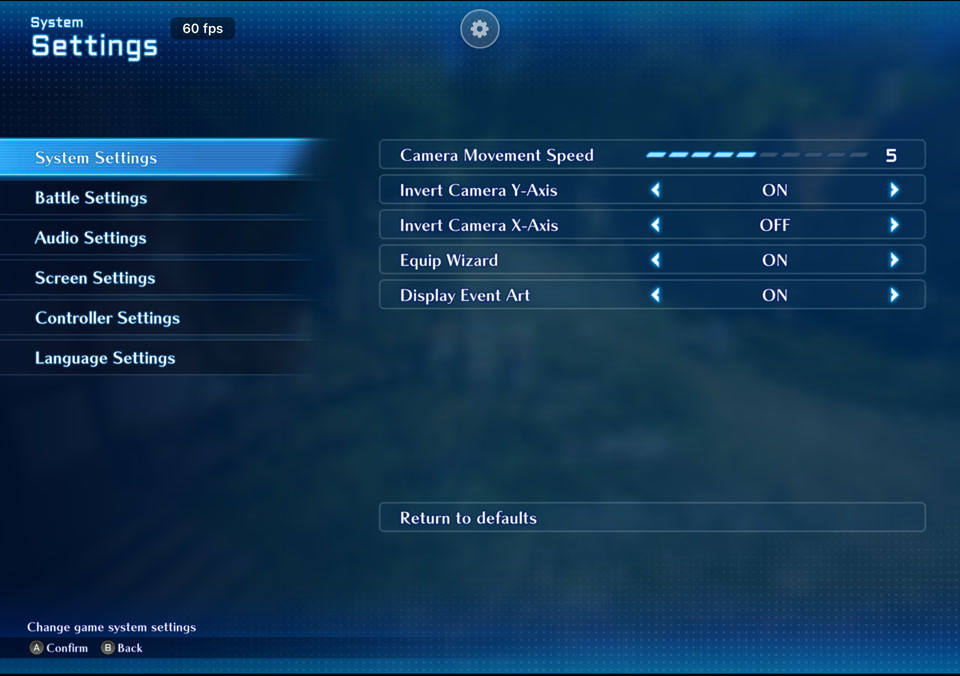 System
Settings
60 fps
System Settings
Battle Settings
Audio Settings
Screen Settings
Controller Settings
Language Settings
Camera Movement Speed 5
Invert Camera Y-Axis ON
Invert Camera X-Axis OFF
Equip Wizard ON
Display Event Art ON
Return to defaults
Change game system settings
A Confirm B Back